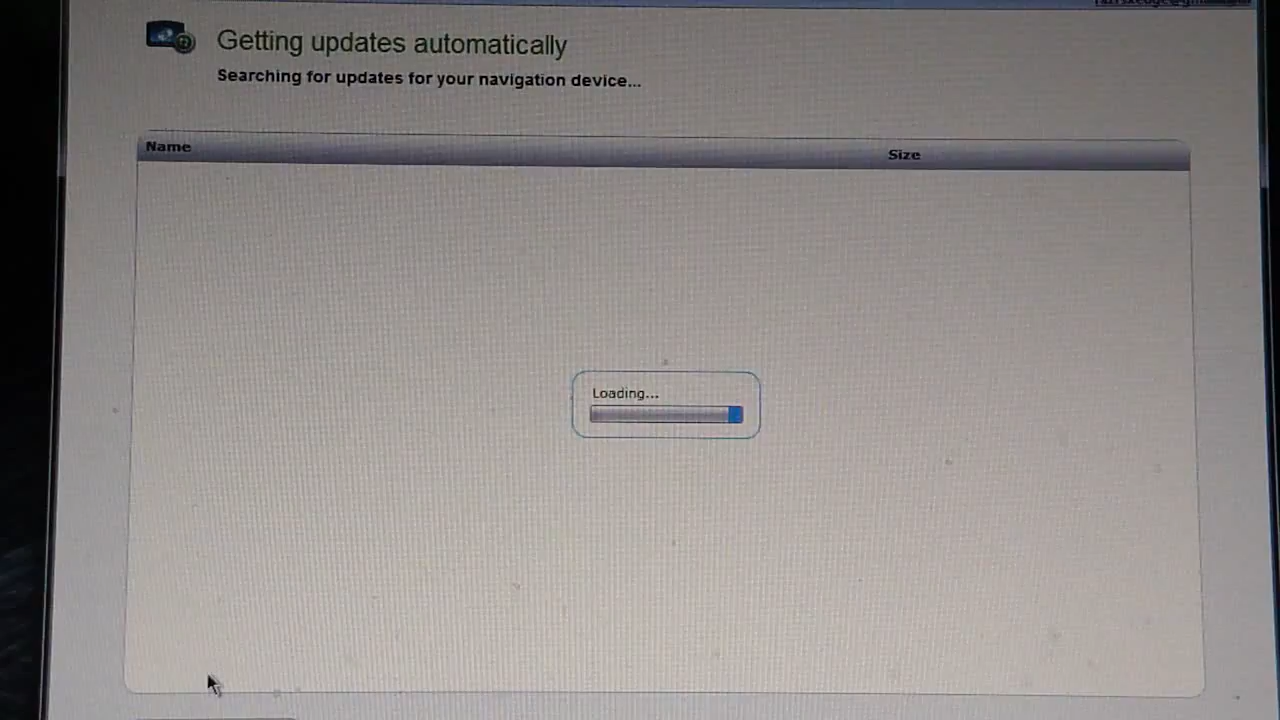 Getting updates automatically
Searching for updates for your navigation device...
Name
Size
Loading...